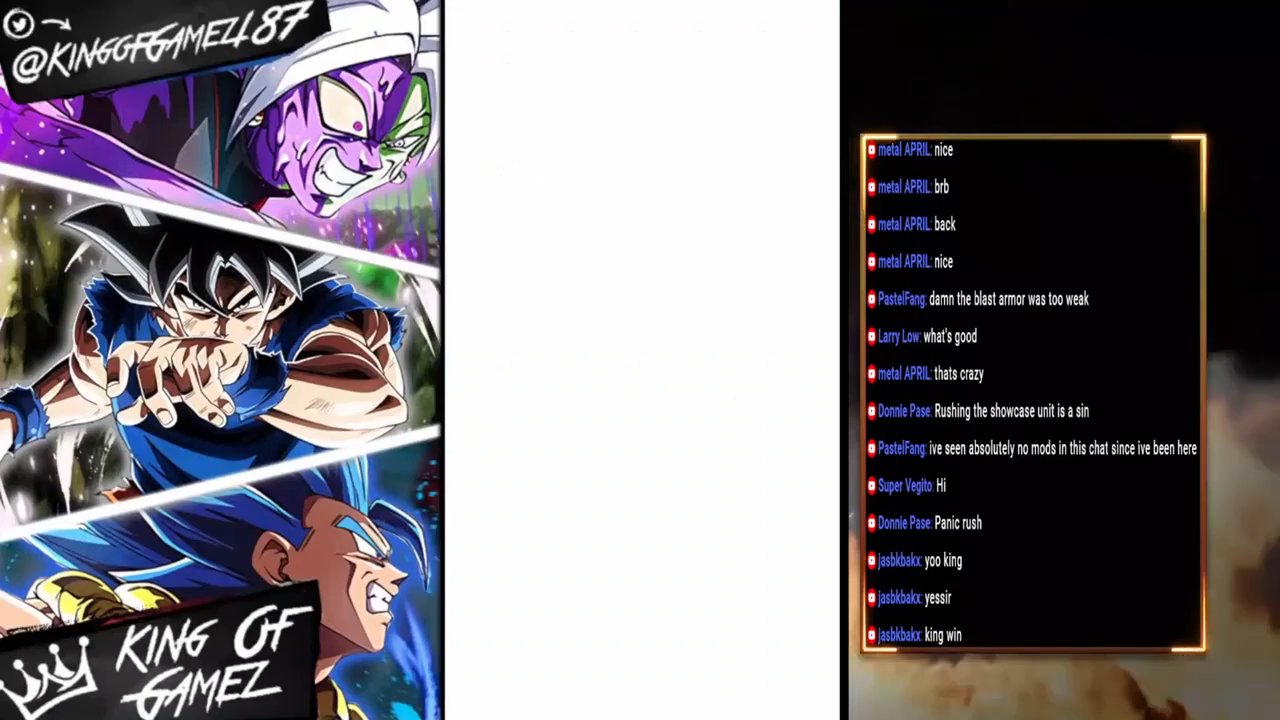 @KINGOFGAMEZ487
KING OF
GAMEZ
metal APRIL: nice
metal APRIL: brb
metal APRIL: back
metal APRIL: nice
PastelFang: damn the blast armor was too weak
Larry Low: what's good
metal APRIL: thats crazy
Donnie Pase: Rushing the showcase unit is a sin
PastelFang: ive seen absolutely no mods in this chat since ive been here
Super Vegito: Hi
Donnie Pase: Panic rush
jasbkbakx: yoo king
jasbkbakx: yessir
jasbkbakx: king win